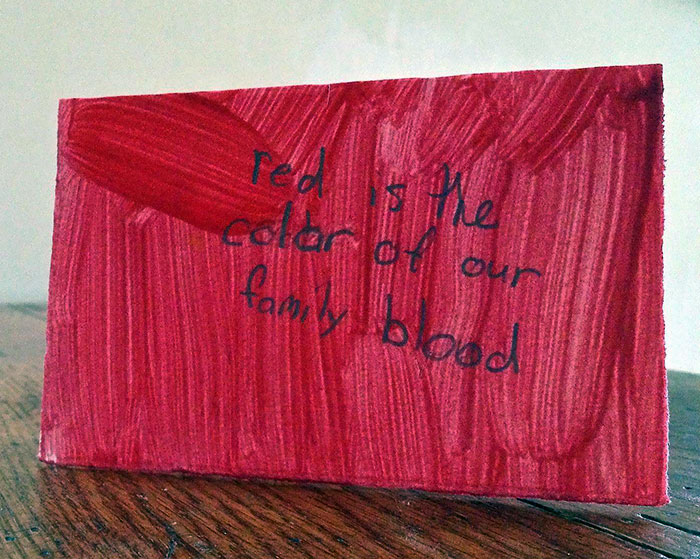 red is the
color of our
family blood